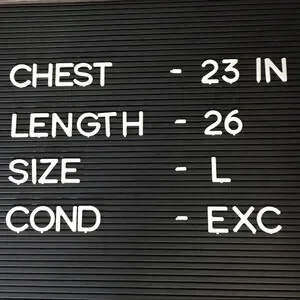 CHEST - 23 IN
LENGTH - 26
SIZE - L
COND - EXC